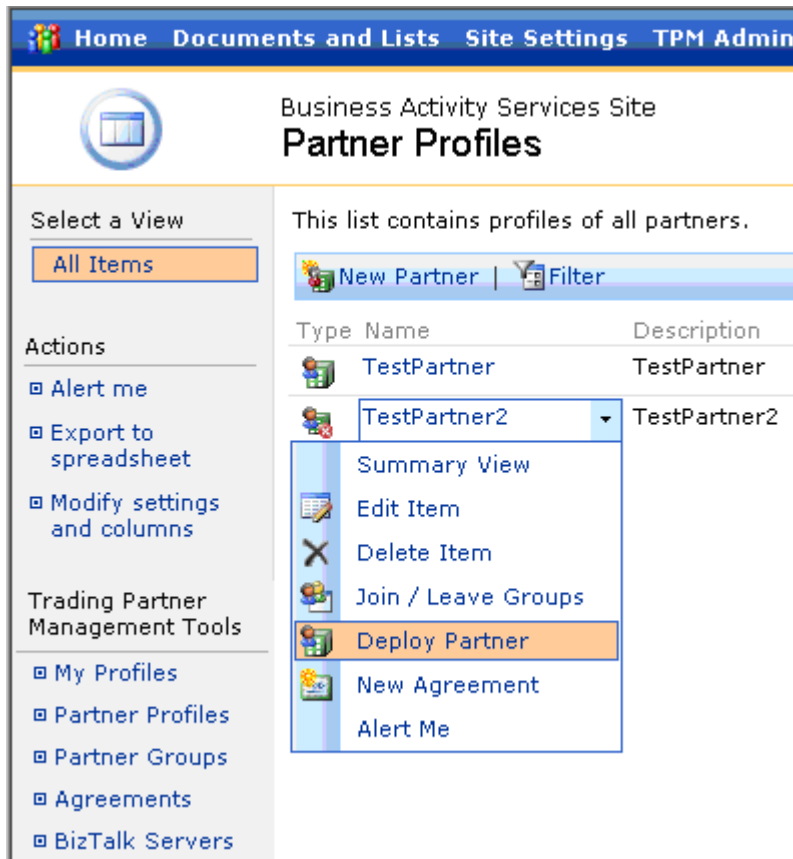 Home Documents and Lists Site Settings TPM Admin
Business Activity Services Site
Partner Profiles
Select a View
All Items
Actions
Alert me
Export to
spreadsheet
Modify settings
and columns
Trading Partner
Management Tools
My Profiles
Partner Profiles
Partner Groups
Agreements
BizTalk Servers
This list contains profiles of all partners.
New Partner | Filter
Type Name Description
TestPartner TestPartner
TestPartner2 TestPartner2
Summary View
Edit Item
Delete Item
Join / Leave Groups
Deploy Partner
New Agreement
Alert Me